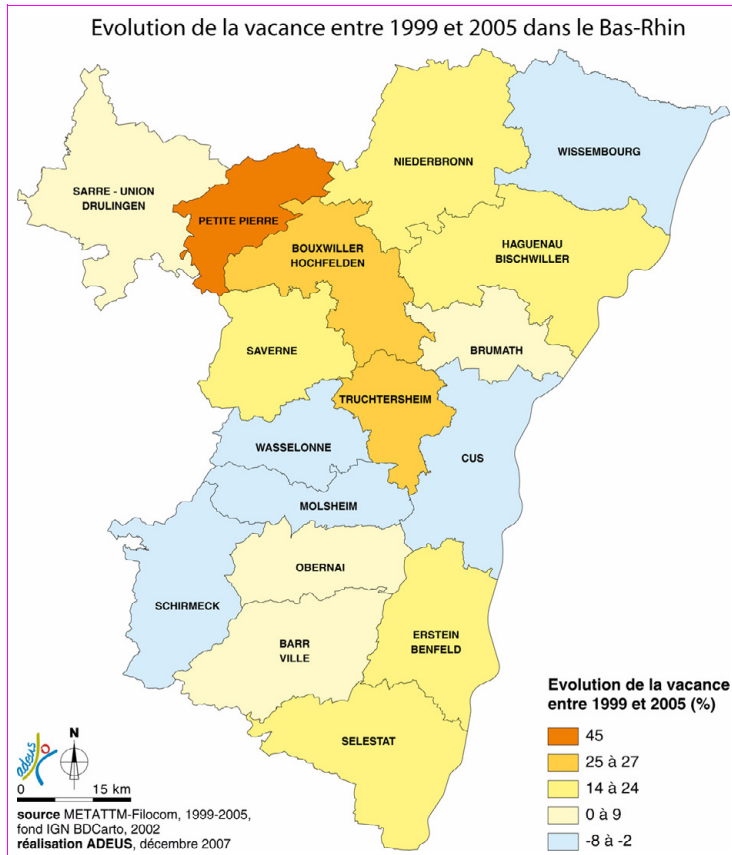 Evolution de la vacance entre 1999 et 2005 dans le Bas-Rhin
WISSEMBOURG
NIEDERBRONN
SARRE - UNION
DRULINGEN
PETITE PIERRE
BOUXWILLER
HOCHFELDEN
HAGUENAU
BISCHWILLER
SAVERNE
BRUMATH
TRUCHTERSHEIM
WASSELONNE
CUS
MOLSHEIM
OBERNAI
SCHIRMECK
BARR
VILLE
ERSTEIN
BENFELD
SELESTAT
Evolution de la vacance
entre 1999 et 2005 (%)
45
25 à 27
14 à 24
0 à 9
-8 à -2
adeus
N
0 15 km
source METATTM-Filocom, 1999-2005,
fond IGN BDCarto, 2002
réalisation ADEUS, décembre 2007